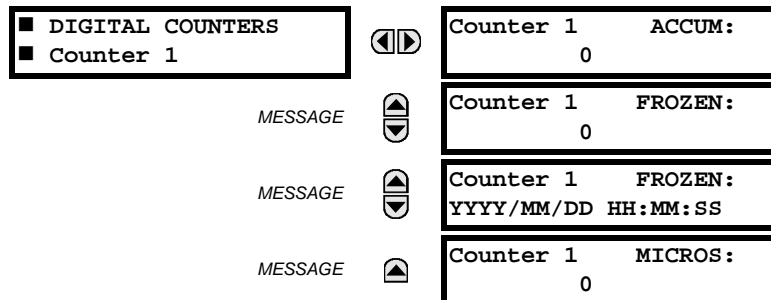 ■ DIGITAL COUNTERS
■ Counter 1
Counter 1 ACCUM:
0
MESSAGE
Counter 1 FROZEN:
0
MESSAGE
Counter 1 FROZEN:
YYYY/MM/DD HH:MM:SS
MESSAGE
Counter 1 MICROS:
0